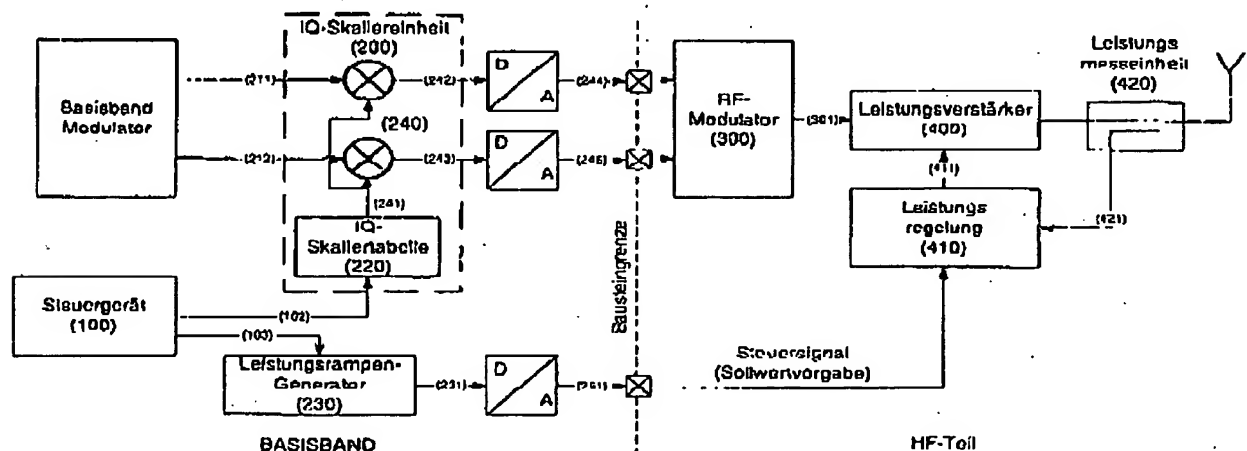 IQ-Skaliereinheit
(200)
Basisband
Modulator
(211)
(212)
(240)
(242)
(243)
(241)
IQ-
Skaliertabelle
(220)
D
A
D
A
(244)
(245)
RF-
Modulator
(300)
(301)
Leistungsverstärker
(400)
Leistungs
messeinheit
(420)
(411)
(421)
Leistungs
regelung
(410)
Bausteingrenze
Steuergerät
(100)
(102)
(103)
Leistungsrampen-
Generator
(230)
(231)
D
A
Steuersignal
(Sollwertvorgabe)
BASISBAND
HF-Teil